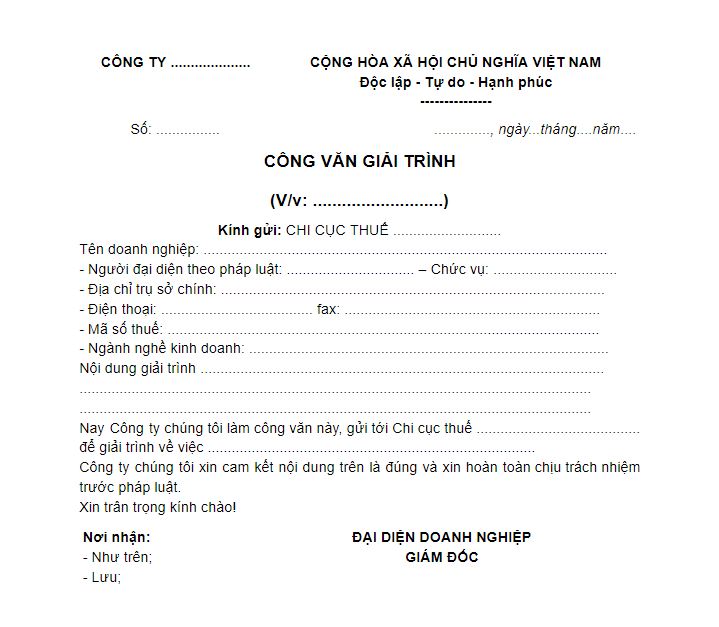 CÔNG TY ....................
CỘNG HÒA XÃ HỘI CHỦ NGHĨA VIỆT NAM
Độc lập - Tự do - Hạnh phúc
---------------
Số: ................
.............., ngày...tháng....năm....
CÔNG VĂN GIẢI TRÌNH
(V/v: ...........................)
Kính gửi: CHI CỤC THUẾ ...........................
Tên doanh nghiệp: .....................................................................................................
- Người đại diện theo pháp luật: ................................ – Chức vụ: ...............................
- Địa chỉ trụ sở chính: ................................................................................................
- Điện thoại: ...................................... fax: .................................................................
- Mã số thuế: ............................................................................................................
- Ngành nghề kinh doanh: ..........................................................................................
Nội dung giải trình .....................................................................................................
................................................................................................................................
................................................................................................................................
Nay Công ty chúng tôi làm công văn này, gửi tới Chi cục thuế .........................................
để giải trình về việc ..............................................................................................
Công ty chúng tôi xin cam kết nội dung trên là đúng và xin hoàn toàn chịu trách nhiệm
trước pháp luật.
Xin trân trọng kính chào!
Nơi nhận:
- Như trên;
- Lưu;
ĐẠI DIỆN DOANH NGHIỆP
GIÁM ĐỐC